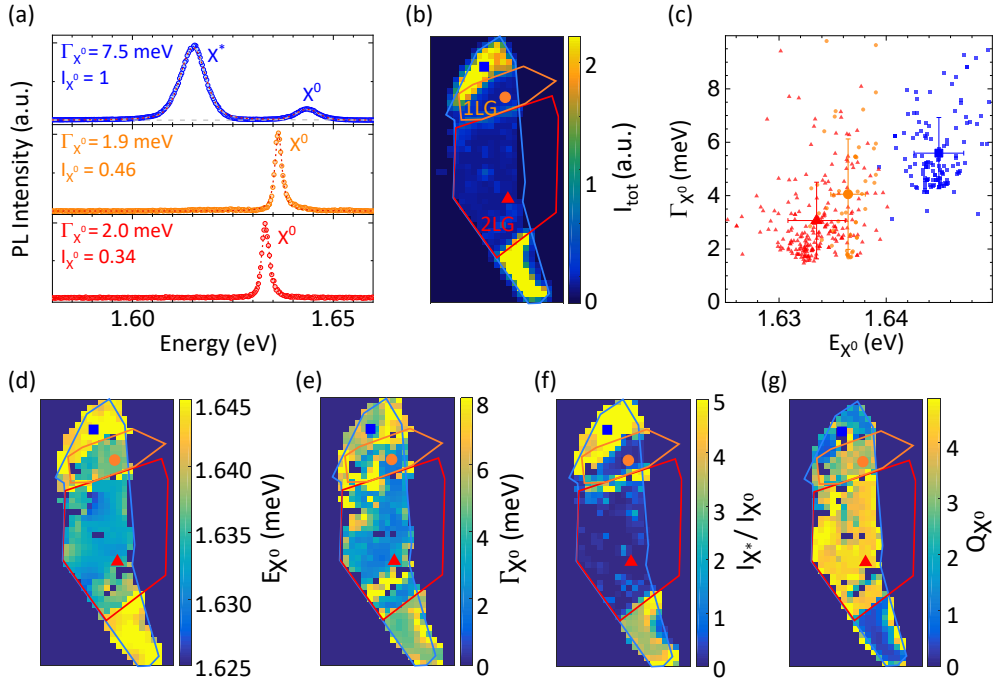 (a)
Γ_X⁰ = 7.5 meV
I_X⁰ = 1
X*
X⁰
Γ_X⁰ = 1.9 meV
I_X⁰ = 0.46
X⁰
Γ_X⁰ = 2.0 meV
I_X⁰ = 0.34
X⁰
PL Intensity (a.u.)
1.60
1.65
Energy (eV)
(b)
1LG
2LG
2
1
0
I_tot (a.u.)
(c)
8
6
4
2
0
Γ_X⁰ (meV)
1.63
1.64
E_X⁰ (eV)
(d)
1.645
1.640
1.635
1.630
1.625
E_X⁰ (meV)
(e)
8
6
4
2
0
Γ_X⁰ (meV)
(f)
5
4
3
2
1
0
I_X* / I_X⁰
(g)
4
3
2
1
0
Q_X⁰